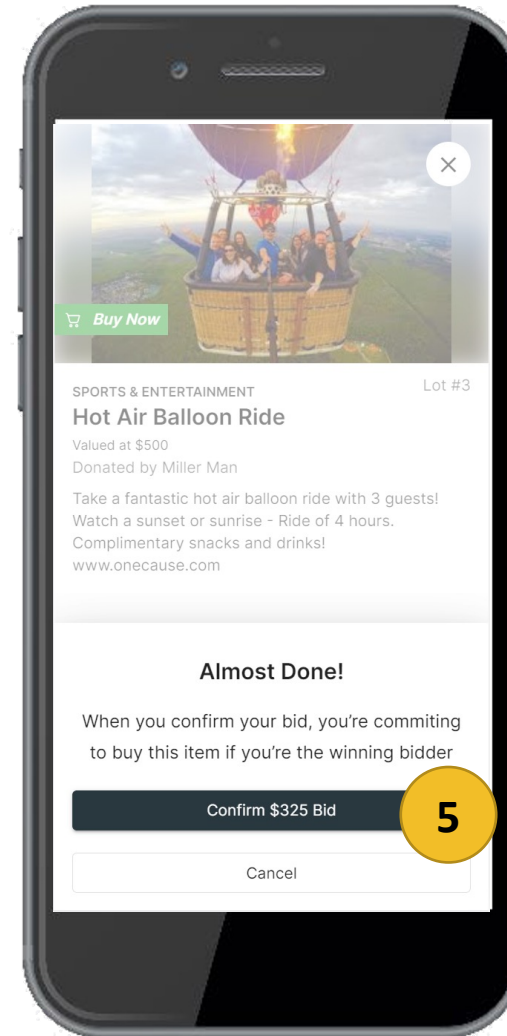 Buy Now
SPORTS & ENTERTAINMENT
Lot #3
Hot Air Balloon Ride
Valued at $500
Donated by Miller Man
Take a fantastic hot air balloon ride with 3 guests!
Watch a sunset or sunrise - Ride of 4 hours.
Complimentary snacks and drinks!
www.onecause.com
Almost Done!
When you confirm your bid, you're commiting
to buy this item if you're the winning bidder
Confirm $325 Bid
5
Cancel